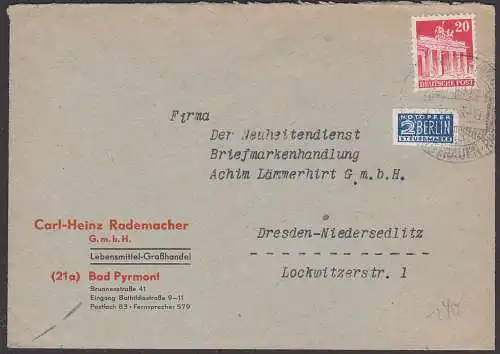 20
DEUTSCHE POST
NOTOPFER
2 BERLIN
STEUERMARKE
Firma
Der Neuheitendienst
Briefmarkenhandlung
Achim Lämmerhirt G.m.b.H.
Dresden-Niedersedlitz
Lockwitzerstr. 1
Carl-Heinz Rademacher
G.m.b.H.
Lebensmittel-Großhandel
(21a) Bad Pyrmont
Brunnenstraße 41
Eingang Bathildisstraße 9-11
Postfach 83 · Fernsprecher 579